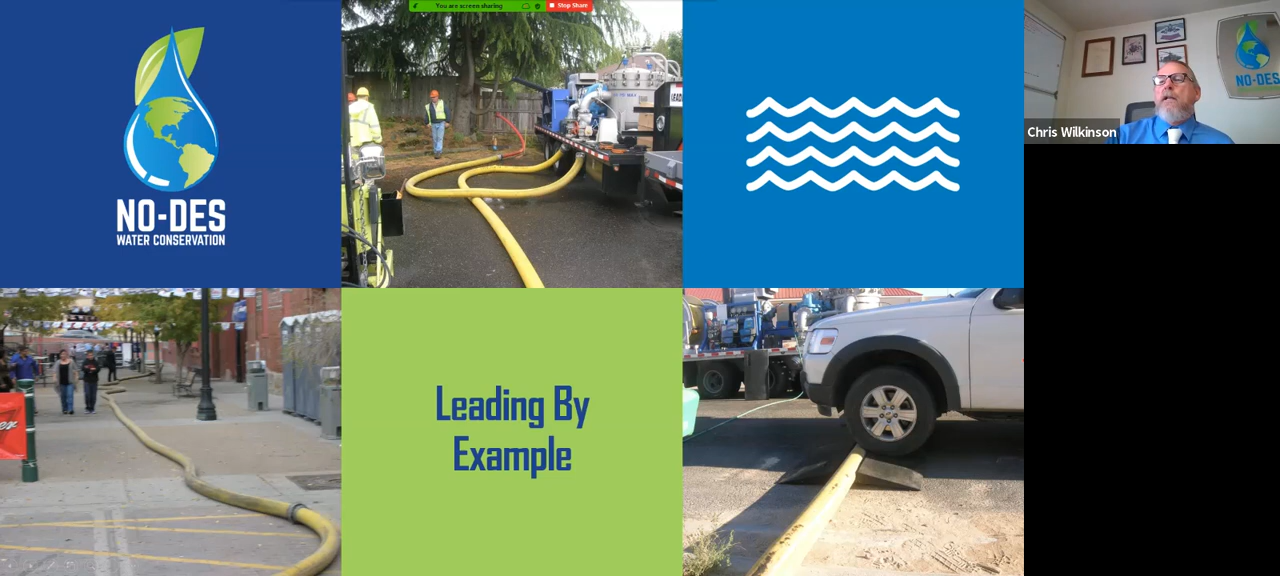 You are screen sharing
Stop Share
NO-DES
WATER CONSERVATION
Leading By
Example
Chris Wilkinson
NO-DES